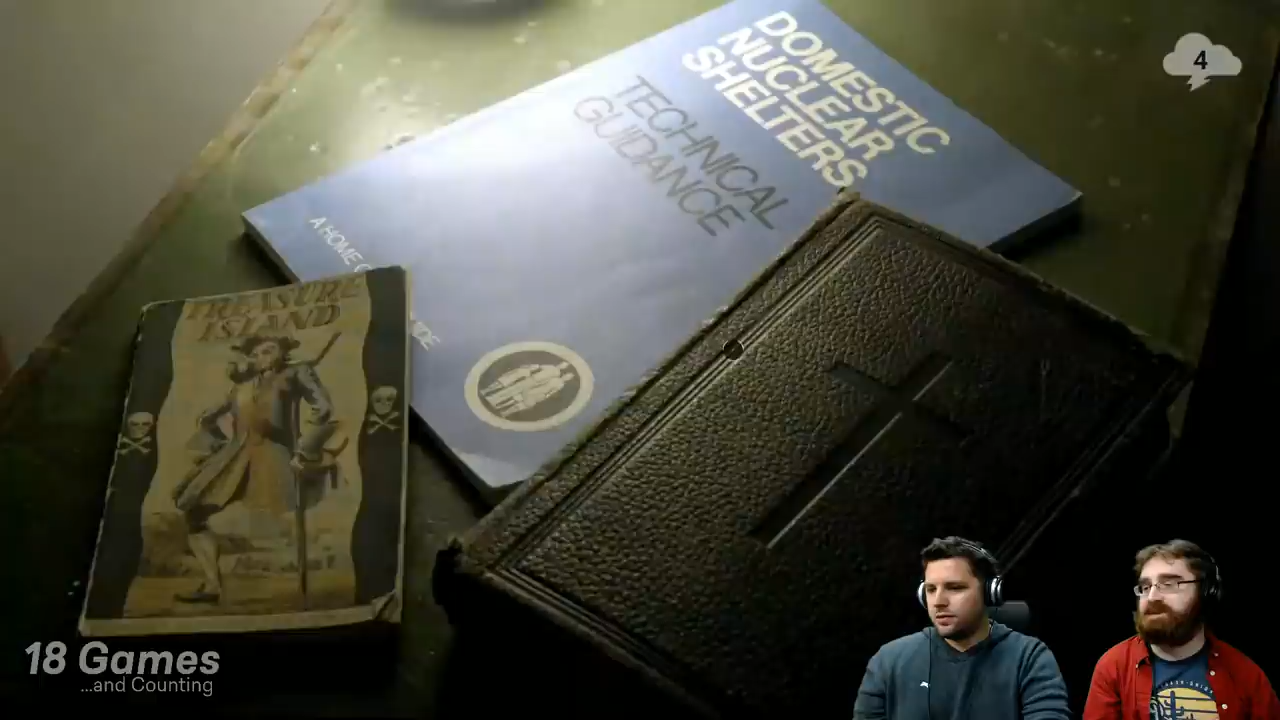 DOMESTIC
NUCLEAR
SHELTERS
TECHNICAL
GUIDANCE
A HOME
TREASURE
ISLAND
4
18 Games
...and Counting